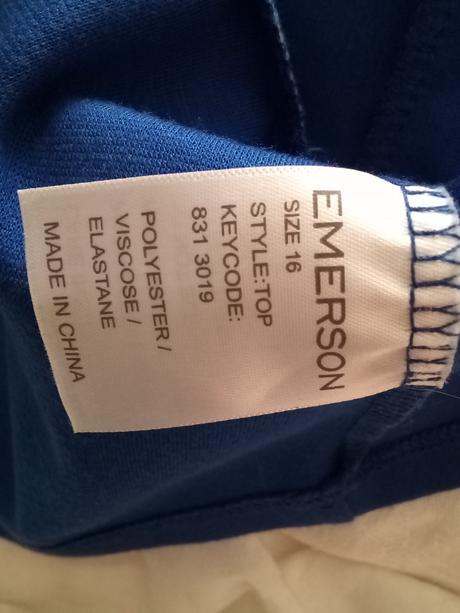 EMERSON
SIZE 16
STYLE:TOP
KEYCODE:
831 3019
POLYESTER /
VISCOSE /
ELASTANE
MADE IN CHINA